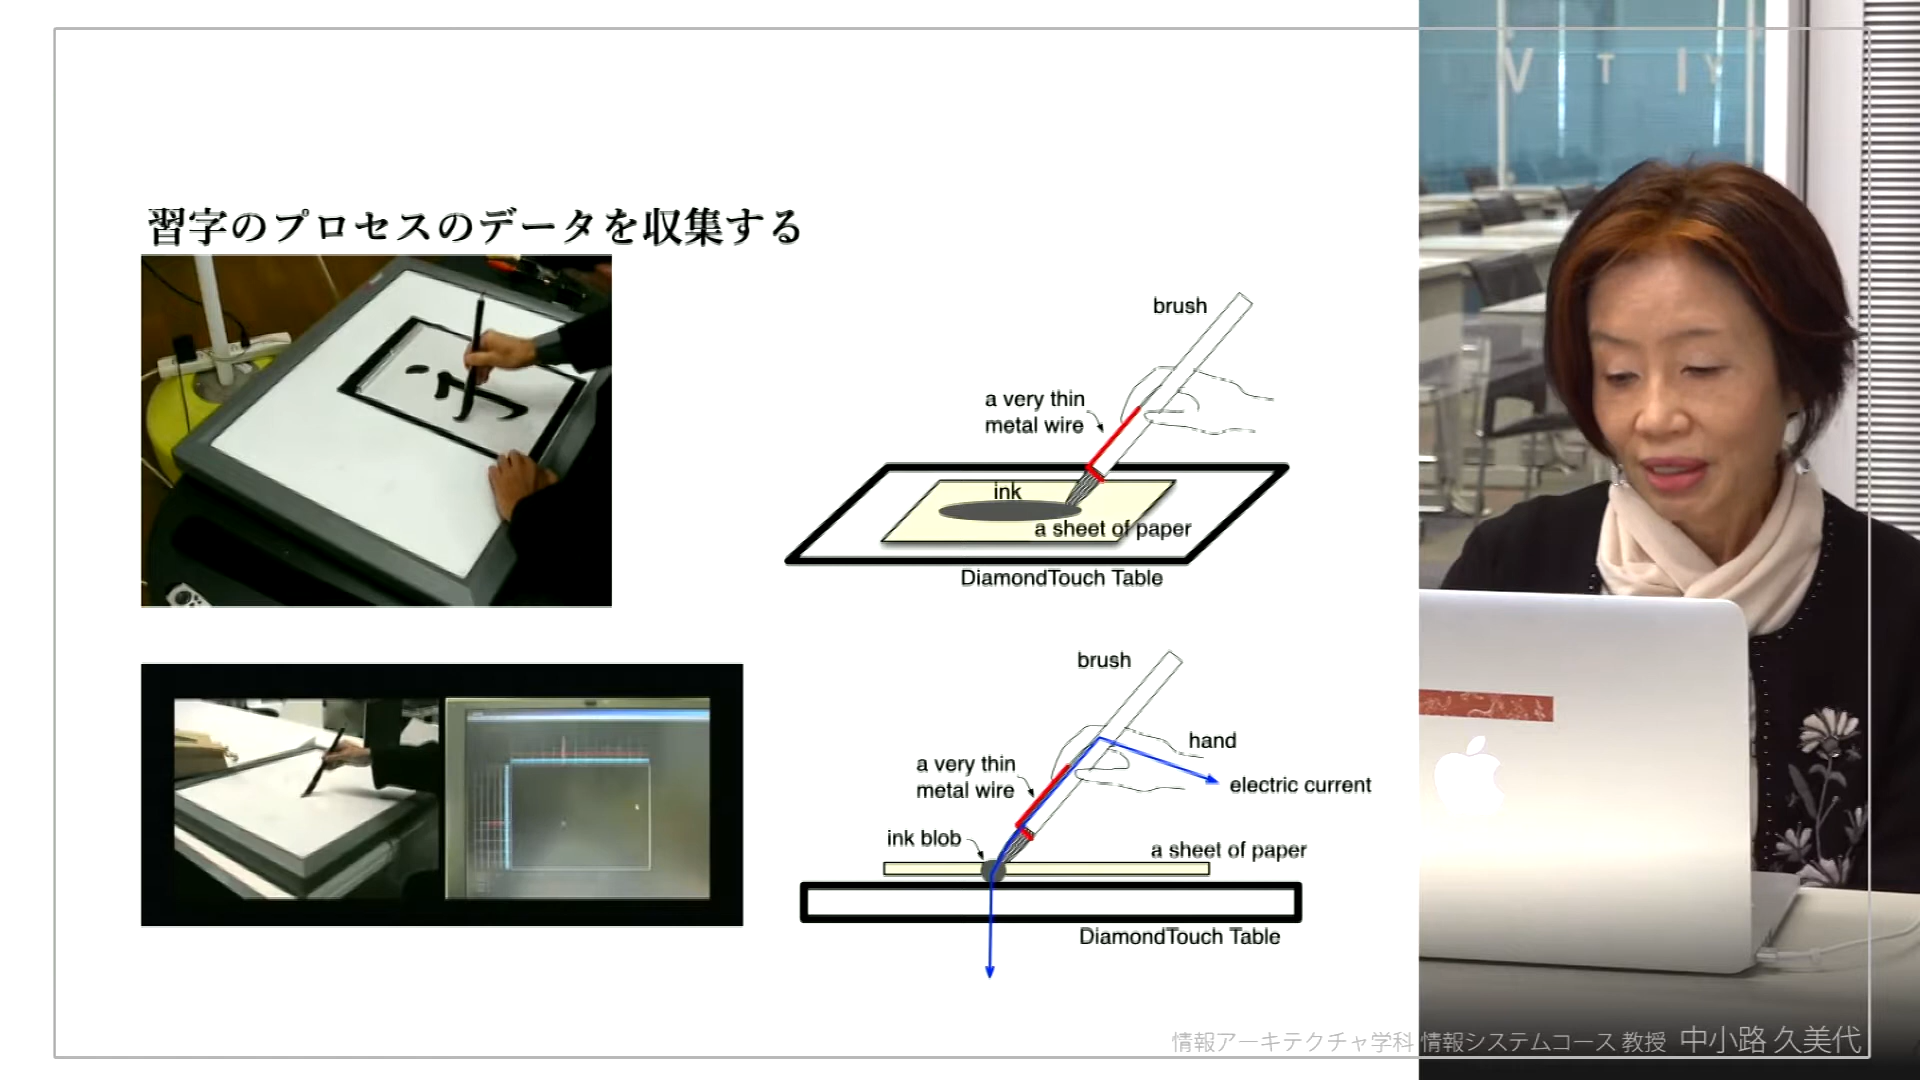 習字のプロセスのデータを収集する
brush
a very thin
metal wire
ink
a sheet of paper
DiamondTouch Table
brush
hand
a very thin
metal wire
electric current
ink blob
a sheet of paper
DiamondTouch Table
V T I Y
情報アーキテクチャ学科 情報システムコース 教授 中小路 久美代